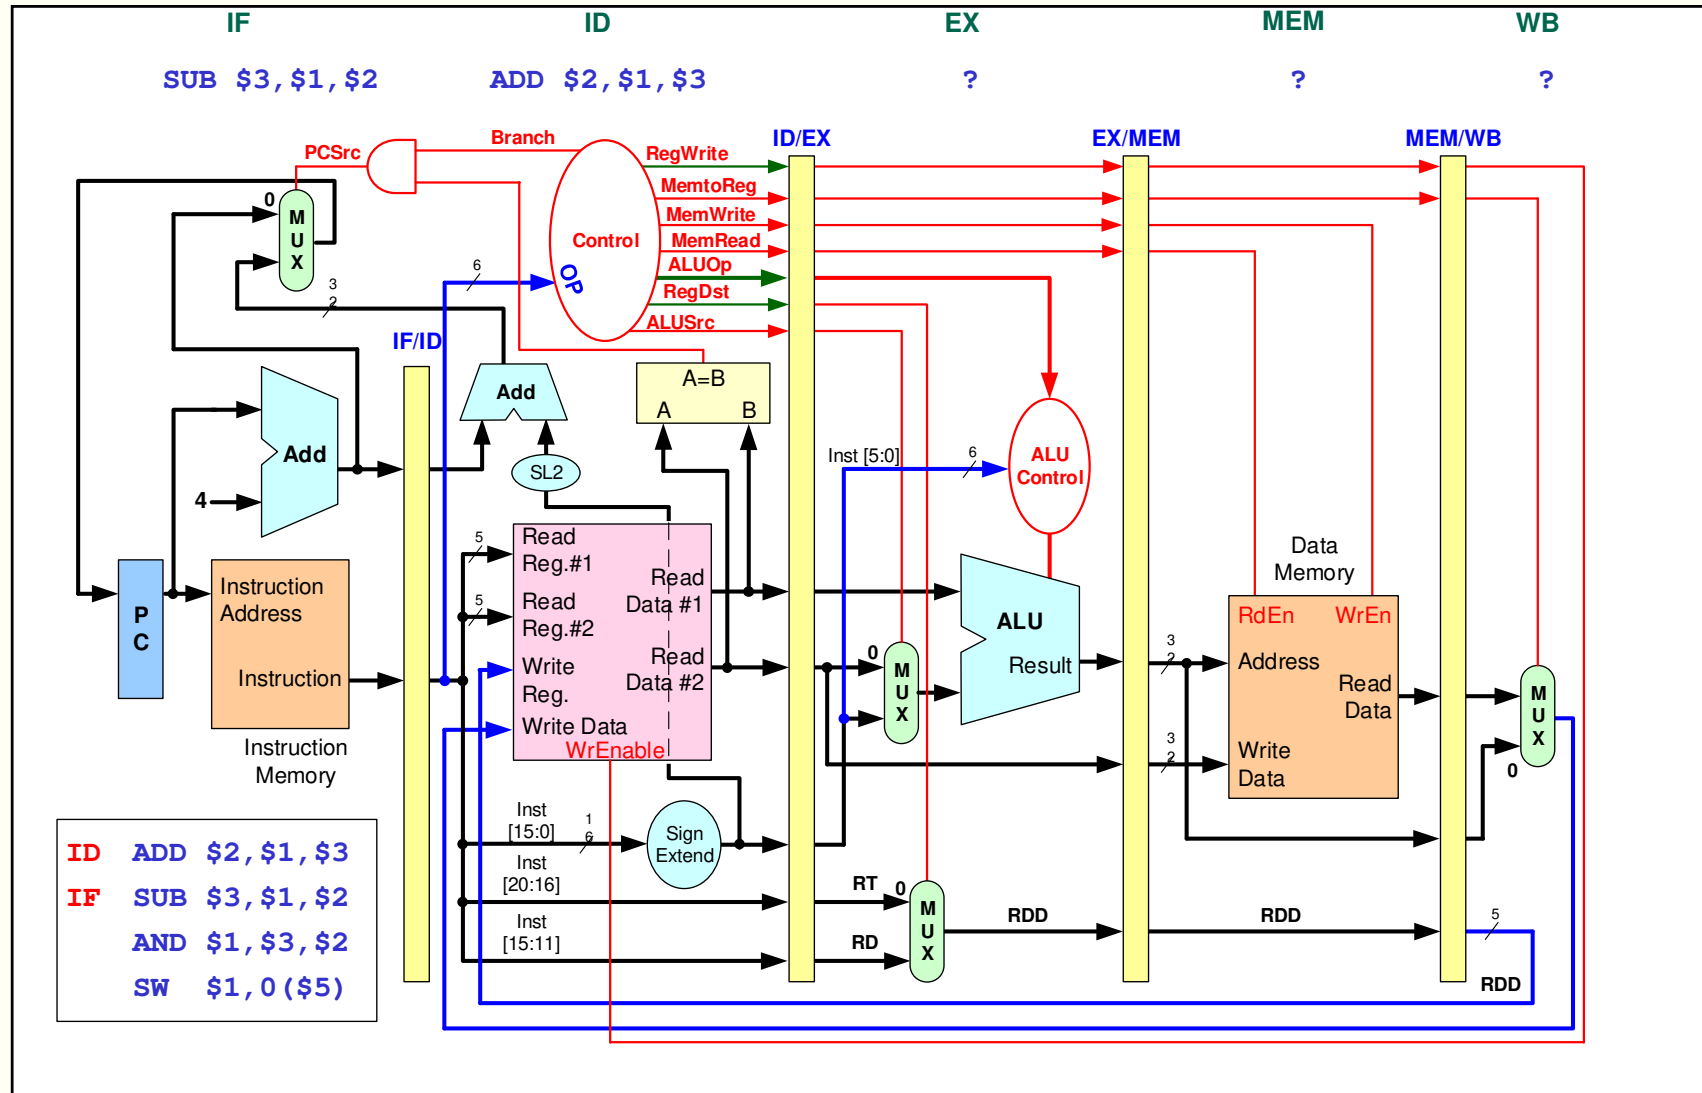 IF ID EX MEM WB
SUB $3,$1,$2 ADD $2,$1,$3 ? ? ?
ID/EX EX/MEM MEM/WB
PCSrc
Branch
RegWrite
MemtoReg
MemWrite
MemRead
ALUOp
RegDst
ALUSrc
Control
OP
6
0
M
U
X
3
2
IF/ID
Add
4
Add
SL2
A=B
A B
P
C
Instruction
Address
Instruction
Instruction
Memory
5
Read
Reg.#1
5
Read
Reg.#2
Write
Reg.
Write Data
WrEnable
Read
Data #1
Read
Data #2
Inst
[15:0]
1
6
Sign
Extend
Inst
[20:16]
Inst
[15:11]
Inst [5:0]
6
ALU
Control
0
M
U
X
ALU
Result
RT
0
RD
M
U
X
RDD
3
2
3
2
Data
Memory
RdEn WrEn
Address
Read
Data
Write
Data
RDD
M
U
X
0
5
RDD
ID ADD $2,$1,$3
IF SUB $3,$1,$2
AND $1,$3,$2
SW $1,0($5)